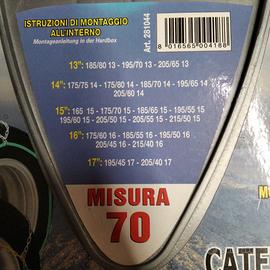 ISTRUZIONI DI MONTAGGIO
ALL'INTERNO
Montageanleitung in der Hardbox
Art. 281044
8 016565 004188
13": 185/80 13 - 195/70 13 - 205/65 13
14": 175/75 14 - 175/80 14 - 185/70 14 - 195/65 14
205/60 14
15": 165 15 - 175/70 15 - 185/65 15 - 195/55 15
195/60 15 - 205/50 15 - 205/55 15 - 215/50 15
16": 175/60 16 - 185/55 16 - 195/50 16
205/45 16 - 215/40 16
17": 195/45 17 - 205/40 17
MISURA
70
CATE